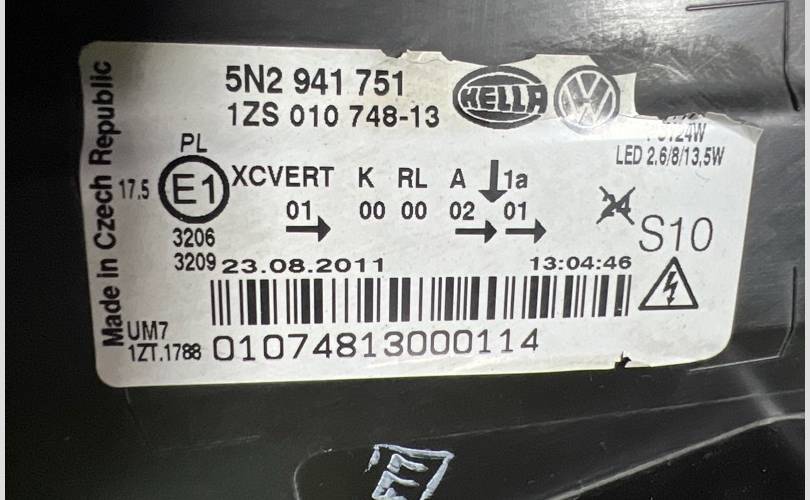 Made in Czech Republic
5N2 941 751
1ZS 010 748-13
HELLA
VW
LED 2,6/8/13,5W
PL
17.5 E1 XCVERT K RL A 1a
01 00 00 02 01
24
3206
S10
3209 23.08.2011 13:04:46
UM7
1ZT.1788 01074813000114